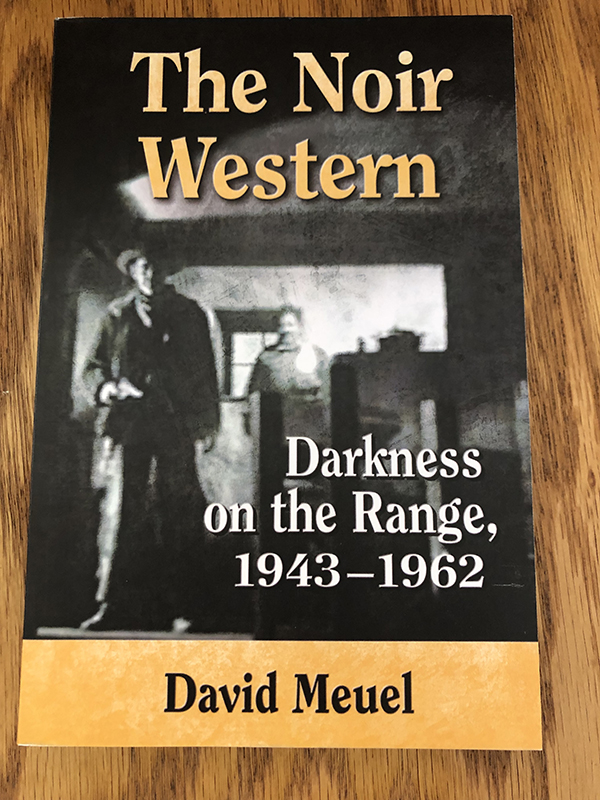 The Noir
Western
Darkness
on the Range,
1943–1962
David Meuel